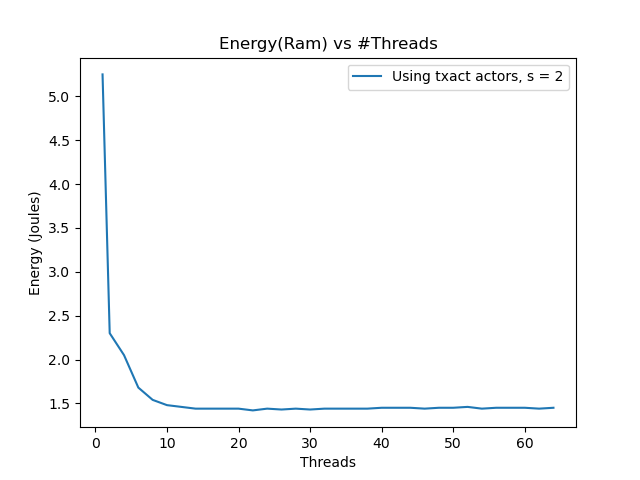 Energy(Ram) vs #Threads
Using txact actors, s = 2
Energy (Joules)
5.0
4.5
4.0
3.5
3.0
2.5
2.0
1.5
0 10 20 30 40 50 60
Threads